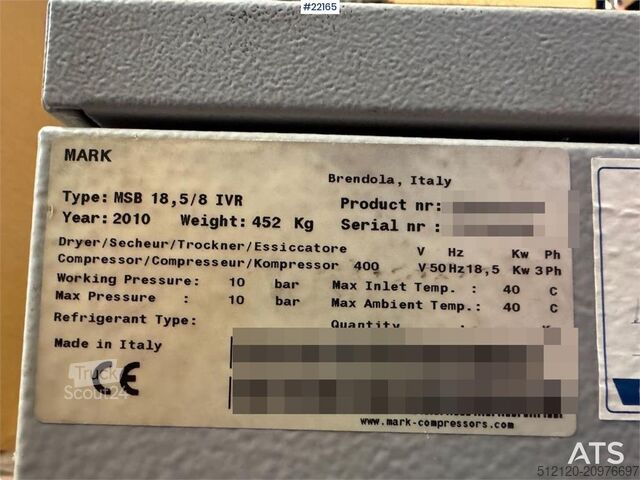 #22165
MARK
Brendola, Italy
Type: MSB 18,5/8 IVR Product nr:
Year: 2010 Weight: 452 Kg Serial nr :
Dryer/Secheur/Trockner/Essiccatore V Hz Kw Ph
Compressor/Compresseur/Kompressor 400 V 50 Hz 18,5 Kw 3 Ph
Working Pressure: 10 bar Max Inlet Temp. : 40 C
Max Pressure : 10 bar Max Ambient Temp.: 40 C
Refrigerant Type: Quantity :
Made in Italy
CE
Truck
Scout24
www.mark-compressors.com
ATS
512120-20976697